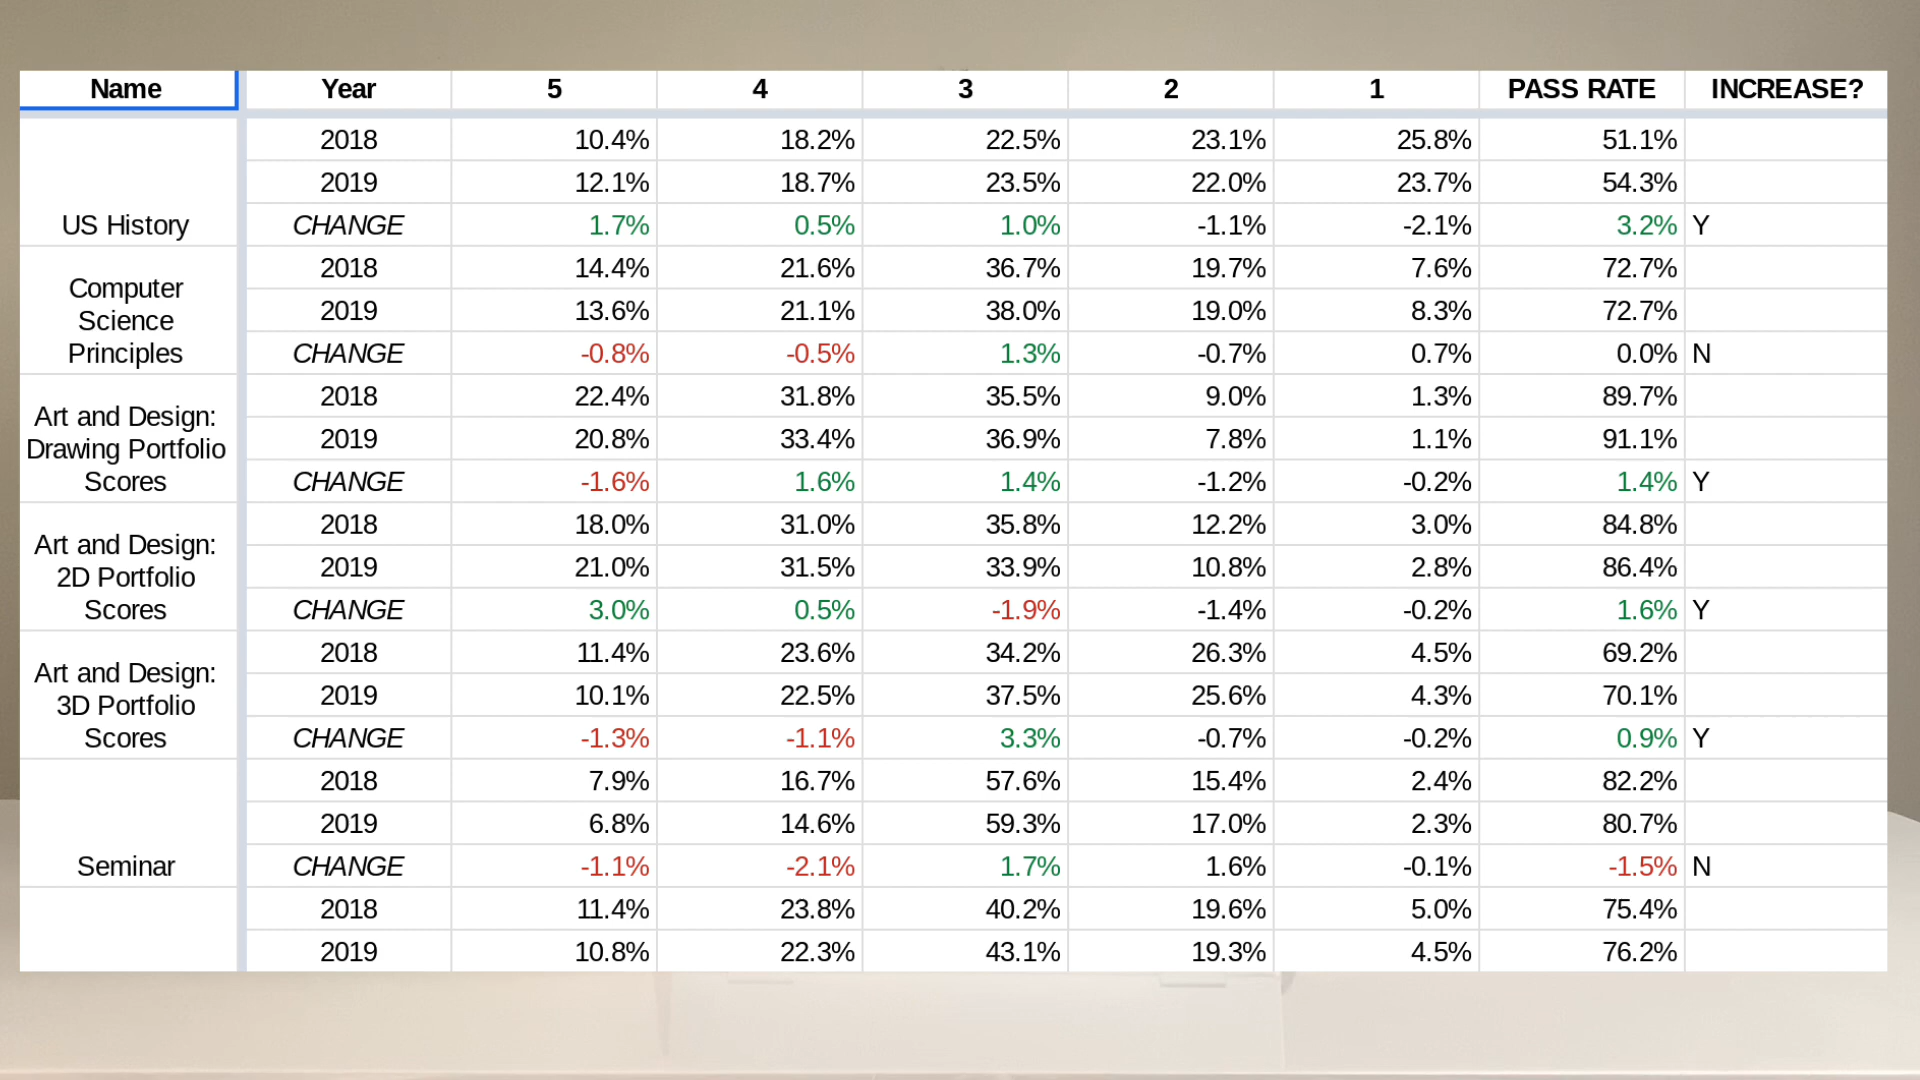 Name Year 5 4 3 2 1 PASS RATE INCREASE?
2018 10.4% 18.2% 22.5% 23.1% 25.8% 51.1%
2019 12.1% 18.7% 23.5% 22.0% 23.7% 54.3%
US History CHANGE 1.7% 0.5% 1.0% -1.1% -2.1% 3.2% Y
2018 14.4% 21.6% 36.7% 19.7% 7.6% 72.7%
Computer
Science
2019 13.6% 21.1% 38.0% 19.0% 8.3% 72.7%
Principles CHANGE -0.8% -0.5% 1.3% -0.7% 0.7% 0.0% N
2018 22.4% 31.8% 35.5% 9.0% 1.3% 89.7%
Art and Design:
Drawing Portfolio
2019 20.8% 33.4% 36.9% 7.8% 1.1% 91.1%
Scores CHANGE -1.6% 1.6% 1.4% -1.2% -0.2% 1.4% Y
2018 18.0% 31.0% 35.8% 12.2% 3.0% 84.8%
Art and Design:
2D Portfolio
2019 21.0% 31.5% 33.9% 10.8% 2.8% 86.4%
Scores CHANGE 3.0% 0.5% -1.9% -1.4% -0.2% 1.6% Y
2018 11.4% 23.6% 34.2% 26.3% 4.5% 69.2%
Art and Design:
3D Portfolio
2019 10.1% 22.5% 37.5% 25.6% 4.3% 70.1%
Scores CHANGE -1.3% -1.1% 3.3% -0.7% -0.2% 0.9% Y
2018 7.9% 16.7% 57.6% 15.4% 2.4% 82.2%
2019 6.8% 14.6% 59.3% 17.0% 2.3% 80.7%
Seminar CHANGE -1.1% -2.1% 1.7% 1.6% -0.1% -1.5% N
2018 11.4% 23.8% 40.2% 19.6% 5.0% 75.4%
2019 10.8% 22.3% 43.1% 19.3% 4.5% 76.2%